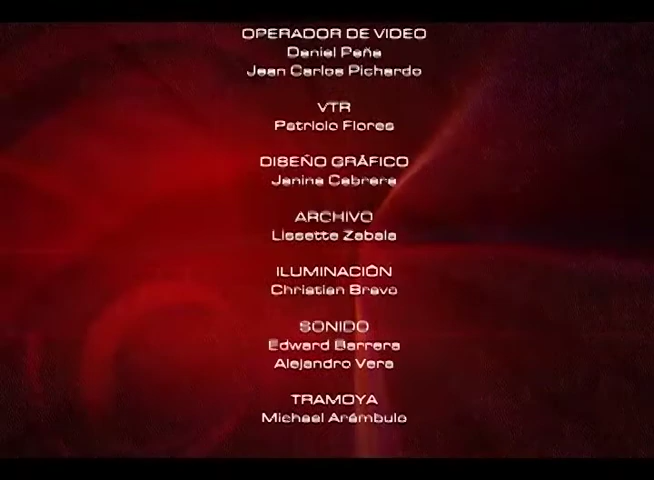 OPERADOR DE VIDEO
Daniel Peña
Jean Carlos Pichardo
VTR
Patricio Flores
DISEÑO GRÁFICO
Janina Cabrera
ARCHIVO
Lissette Zabala
ILUMINACIÓN
Christian Bravo
SONIDO
Edward Barrera
Alejandro Vera
TRAMOYA
Michael Arámbulo